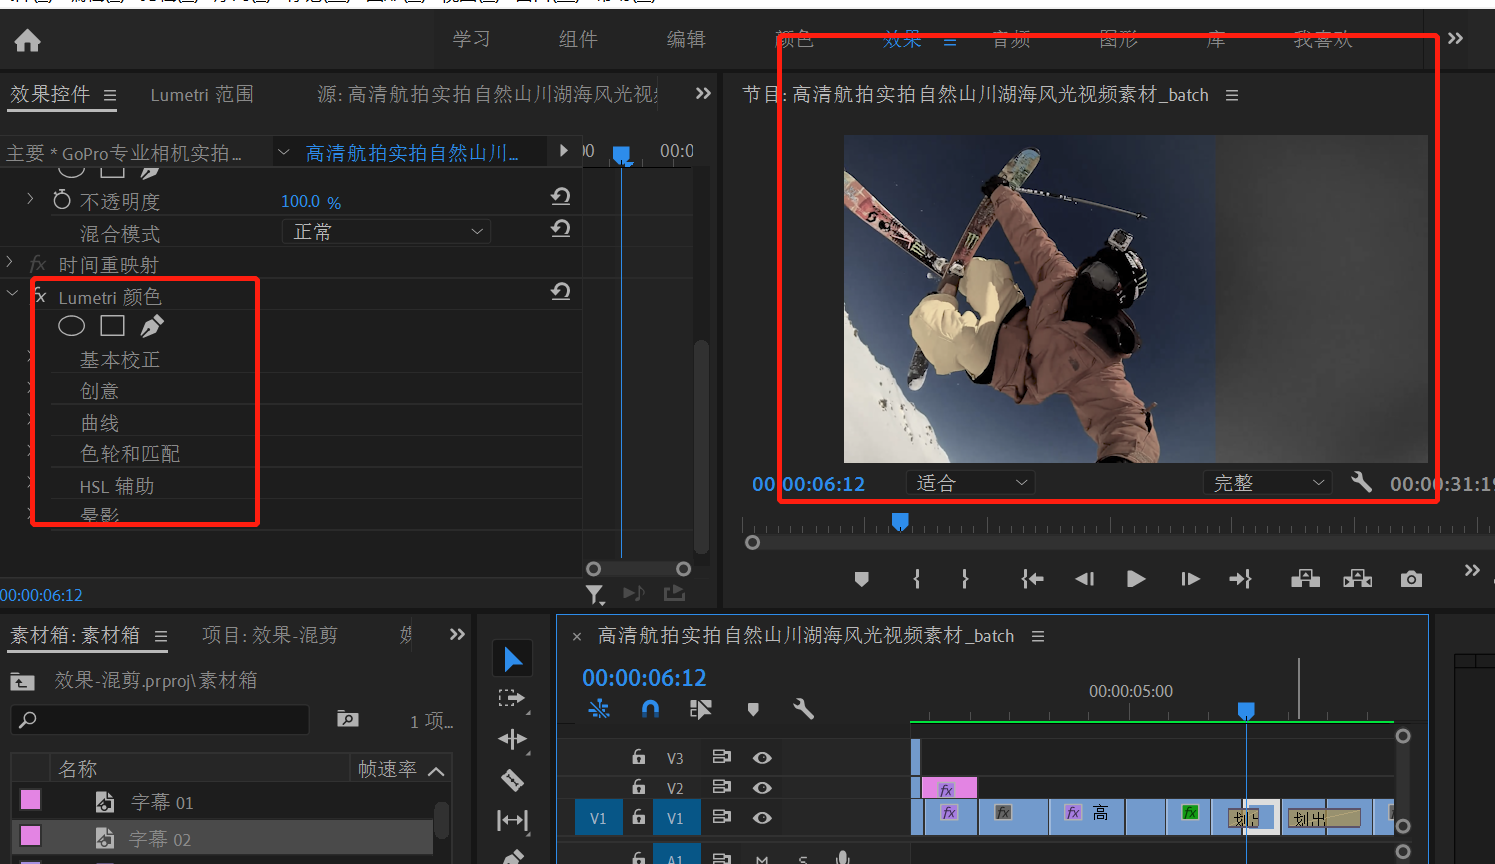 学习 组件 编辑 颜色 效果 音频 图形 库 我喜欢
效果控件 Lumetri 范围 源: 高清航拍实拍自然山川湖海风光视频
节目: 高清航拍实拍自然山川湖海风光视频素材_batch
主要 * GoPro专业相机实拍... 高清航拍实拍自然山川... 00 00:0
不透明度 100.0 %
混合模式 正常
fx 时间重映射
fx Lumetri 颜色
基本校正
创意
曲线
色轮和匹配
HSL 辅助
晕影
00:00:06:12
00:00:06:12 适合 完整 00:00:31:19
素材箱: 素材箱 项目: 效果-混剪
效果-混剪.prproj\素材箱
1 项...
名称 帧速率
字幕 01
字幕 02
× 高清航拍实拍自然山川湖海风光视频素材_batch
00:00:06:12
00:00:05:00
V3
V2 fx
V1 V1 fx fx fx 高 fx 划出 划出
A1 M S